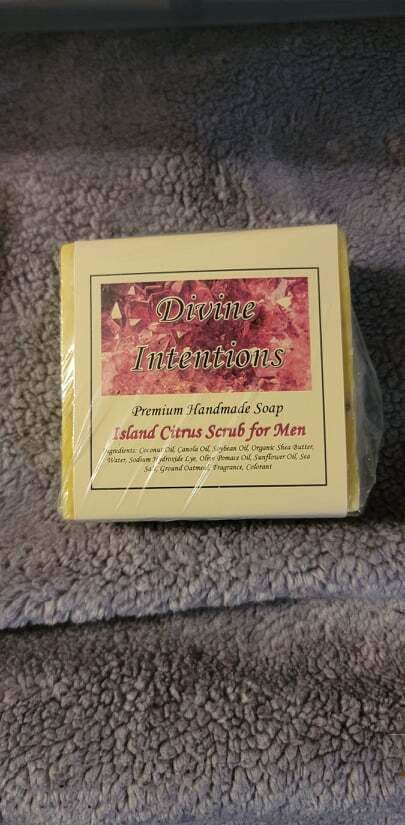 Divine
Intentions
Premium Handmade Soap
Island Citrus Scrub for Men
Ingredients: Coconut Oil, Canola Oil, Soybean Oil, Organic Shea Butter,
Water, Sodium Hydroxide Lye, Olive Pomace Oil, Sunflower Oil, Sea
Salt, Ground Oatmeal, Fragrance, Colorant